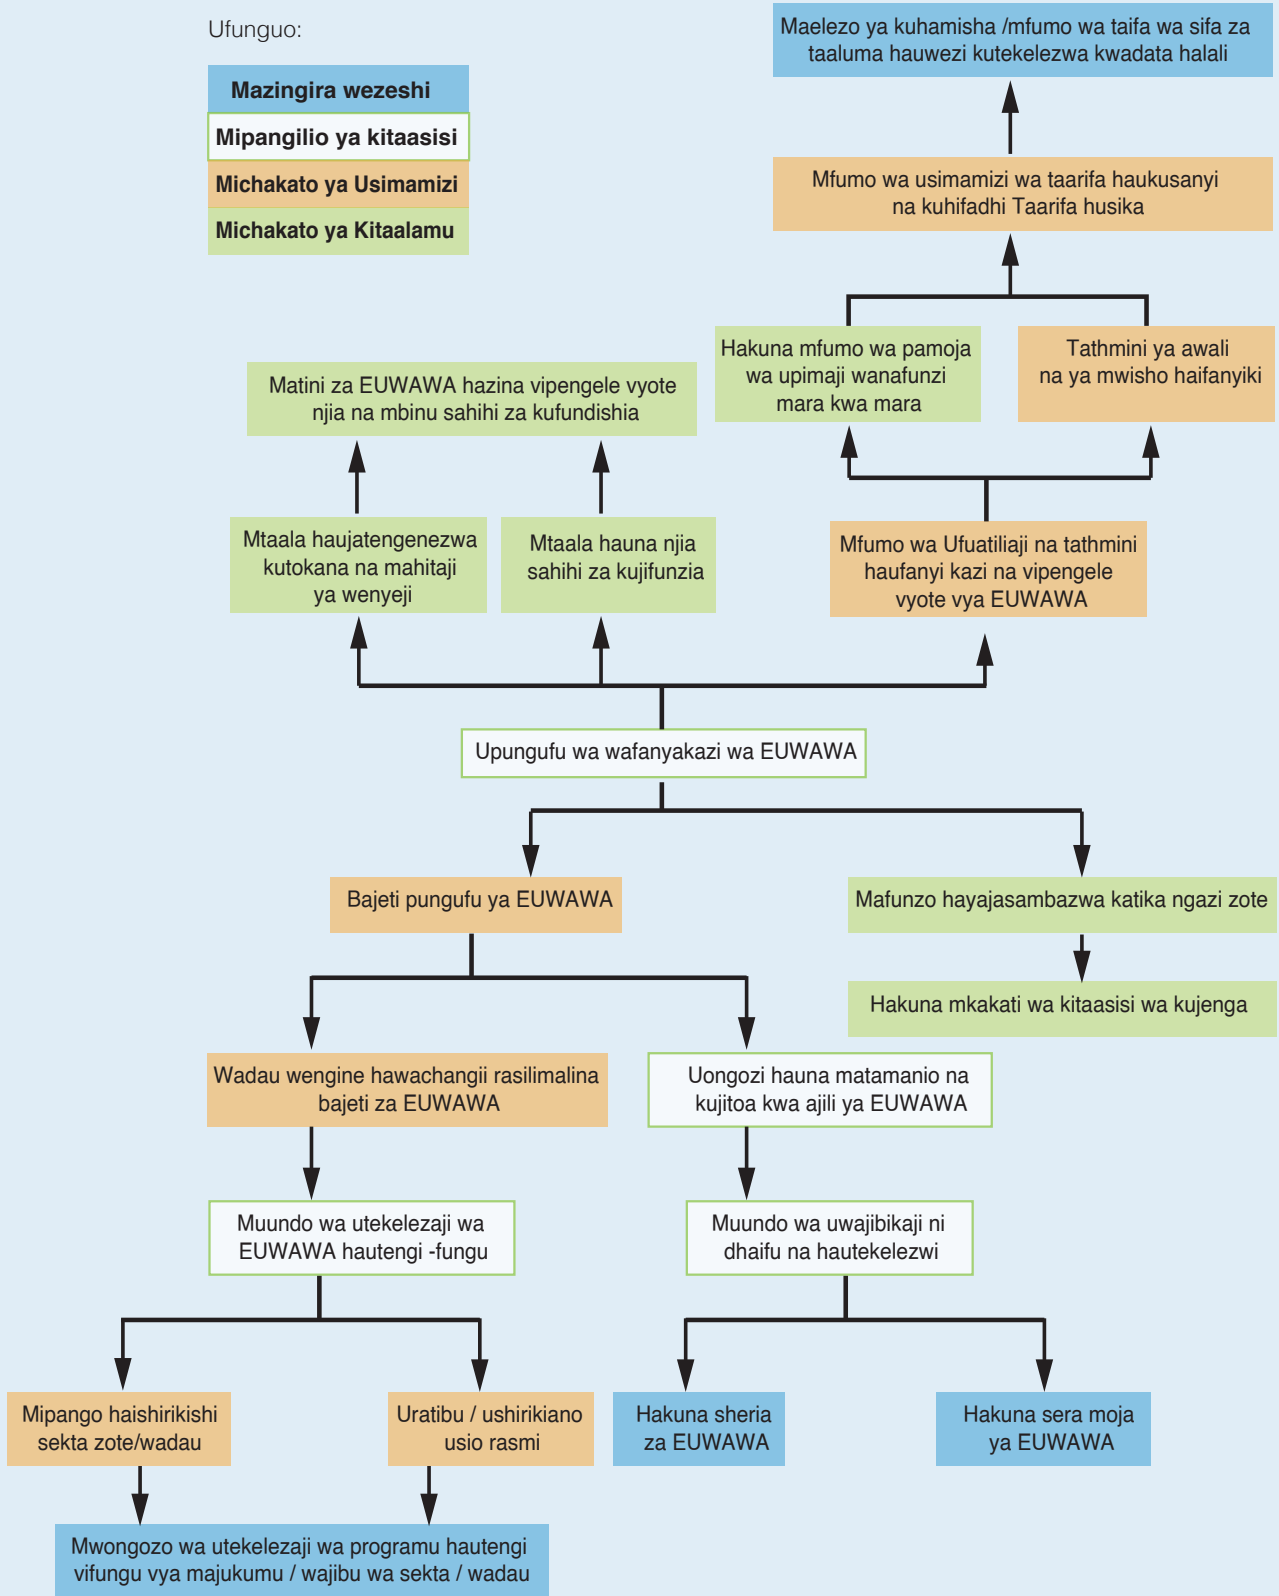 Ufunguo:
Mazingira wezeshi
Mipangilio ya kitaasisi
Michakato ya Usimamizi
Michakato ya Kitaalamu
Maelezo ya kuhamisha /mfumo wa taifa wa sifa za
taaluma hauwezi kutekelezwa kwadata halali
Mfumo wa usimamizi wa taarifa haukusanyi
na kuhifadhi Taarifa husika
Hakuna mfumo wa pamoja
wa upimaji wanafunzi
mara kwa mara
Tathmini ya awali
na ya mwisho haifanyiki
Matini za EUWAWA hazina vipengele vyote
njia na mbinu sahihi za kufundishia
Mtaala haujatengenezwa
kutokana na mahitaji
ya wenyeji
Mtaala hauna njia
sahihi za kujifunzia
Mfumo wa Ufuatiliaji na tathmini
haufanyi kazi na vipengele
vyote vya EUWAWA
Upungufu wa wafanyakazi wa EUWAWA
Bajeti pungufu ya EUWAWA
Mafunzo hayajasambazwa katika ngazi zote
Hakuna mkakati wa kitaasisi wa kujenga
Wadau wengine hawachangii rasilimalina
bajeti za EUWAWA
Uongozi hauna matamanio na
kujitoa kwa ajili ya EUWAWA
Muundo wa utekelezaji wa
EUWAWA hautengi -fungu
Muundo wa uwajibikaji ni
dhaifu na hautekelezwi
Mipango haishirikishi
sekta zote/wadau
Uratibu / ushirikiano
usio rasmi
Hakuna sheria
za EUWAWA
Hakuna sera moja
ya EUWAWA
Mwongozo wa utekelezaji wa programu hautengi
vifungu vya majukumu / wajibu wa sekta / wadau